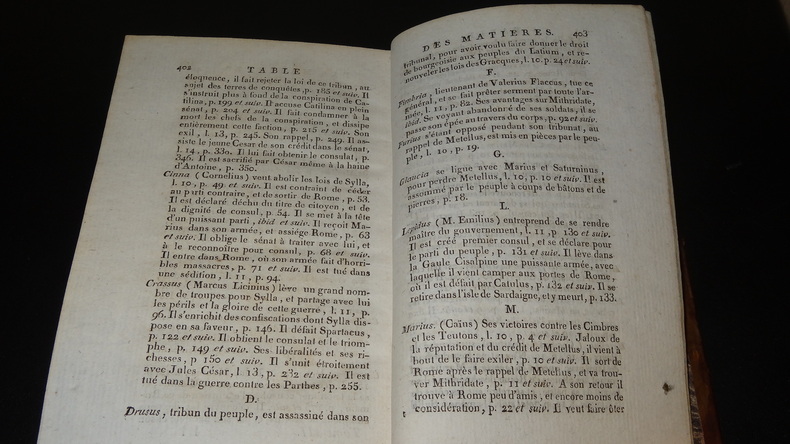 402 TABLE
éloquence, il fait rejeter la loi de ce tribun, au
sujet des terres de conquêtes, p. 185 et suiv. Il
s'instruit plus à fond de la conspiration de Ca-
tilina, p. 199 et suiv. Il accuse Catilina en plein
sénat, p. 204 et suiv. Il fait condamner à la
mort les chefs de la conspiration, et dissipe
entièrement cette faction, p. 215 et suiv. Son
exil, l. 13, p. 245. Son rappel, p. 249. Il as-
siste le jeune César de son crédit dans le sénat,
l. 14, p. 330. Il lui fait obtenir le consulat, p.
346. Il est sacrifié par César même à la haine
d'Antoine, p. 350.
Cinna (Cornelius) veut abolir les lois de Sylla,
l. 10, p. 49 et suiv. Il est contraint de céder
au parti contraire, et de sortir de Rome, p. 53.
Il est déclaré déchu du titre de citoyen, et de
la dignité de consul, p. 54. Il se met à la tête
d'un puissant parti, ibid et suiv. Il reçoit Ma-
rius dans son armée, et assiége Rome, p. 63
et suiv. Il oblige le sénat à traiter avec lui, et
à le reconnoître pour consul, p. 68 et suiv.
Il entre dans Rome, où son armée fait d'horri-
bles massacres, p. 71 et suiv. Il est tué dans
une sédition, l. 11, p. 94.
Crassus (Marcus Licinius) lève un grand nom-
bre de troupes pour Sylla, et partage avec lui
les périls et la gloire de cette guerre, l. 11, p.
96. Il s'enrichit des confiscations dont Sylla dis-
pose en sa faveur, p. 146. Il défait Spartacus,
p. 122 et suiv. Il obtient le consulat et le triom-
phe, p. 149 et suiv. Ses libéralités et ses ri-
chesses, p 150 et suiv. Il s'unit étroitement
avec Jules César, l. 13, p. 232 et suiv. Il est
tué dans la guerre contre les Parthes, p. 255.
D.
Drusus, tribun du peuple, est assassiné dans son
DES MATIERES. 403
tribunal, pour avoir voulu faire donner le droit
de bourgeoisie aux peuples du Latium, et re-
nouveler les lois des Gracques, l. 10, p. 24 et suiv.
F.
Fimbria, lieutenant de Valerius Flaccus, tue ce
général, et se fait prêter serment par toute l'ar-
mée, l. 11, p. 82. Ses avantages sur Mithridate,
ibid. Se voyant abandonné de ses soldats, il se
passe son épée au travers du corps, p. 92 et suiv.
Furius s'étant opposé pendant son tribunat, au
rappel de Metellus, est mis en pièces par le peu-
ple, l. 10, p. 19.
G.
Glaucia se ligue avec Marius et Saturninus,
pour perdre Metellus, l. 10, p. 10 et suiv. Il est
assommé par le peuple à coups de bâtons et de
pierres, p. 18.
L.
Lepidus (M. Emilius) entreprend de se rendre
maître du gouvernement, l. 11, p 130 et suiv.
Il est créé premier consul, et se déclare pour
le parti du peuple, p. 131 et suiv. Il lève dans
la Gaule Cisalpine une puissante armée, avec
laquelle il vient camper aux portes de Rome,
où il est défait par Catulus, p. 132 et suiv. Il se
retire dans l'isle de Sardaigne, et y meurt, p. 133.
M.
Marius. (Caïus) Ses victoires contre les Cimbres
et les Teutons, l. 10, p. 4 et suiv. Jaloux de
la réputation et du crédit de Metellus, il vient à
bout de le faire exiler, p. 10 et suiv. Il sort de
Rome après le rappel de Metellus, et va trou-
ver Mithridate, p. 11 et suiv. A son retour il
trouve à Rome peu d'amis, et encore moins de
considération, p. 22 et suiv. Il veut faire ôter